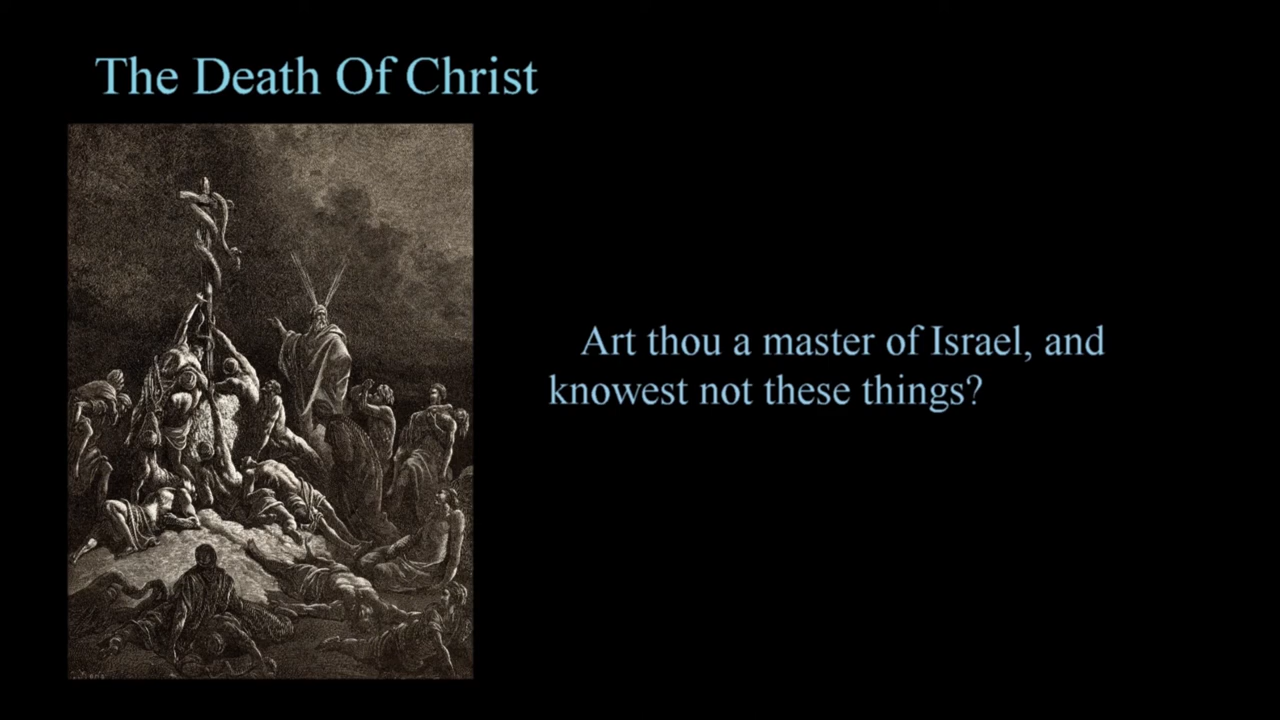 The Death Of Christ
Art thou a master of Israel, and
knowest not these things?